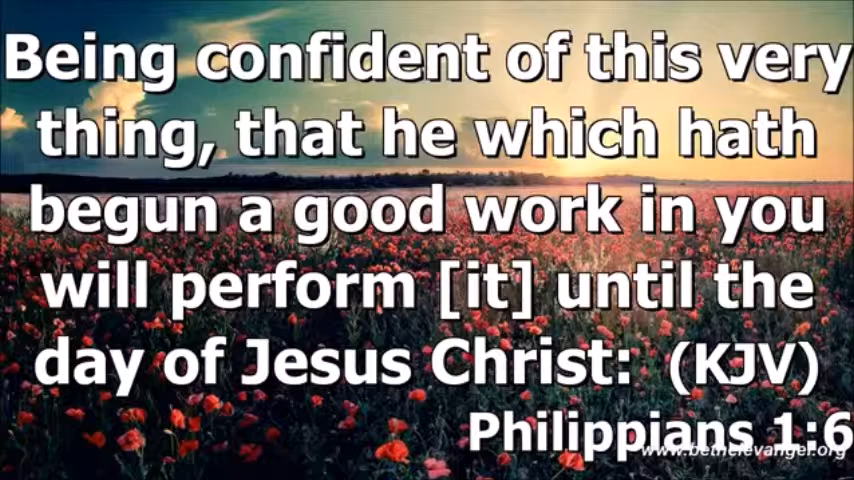 Being confident of this very
thing, that he which hath
begun a good work in you
will perform [it] until the
day of Jesus Christ: (KJV)
Philippians 1:6
www.bethelevangel.org